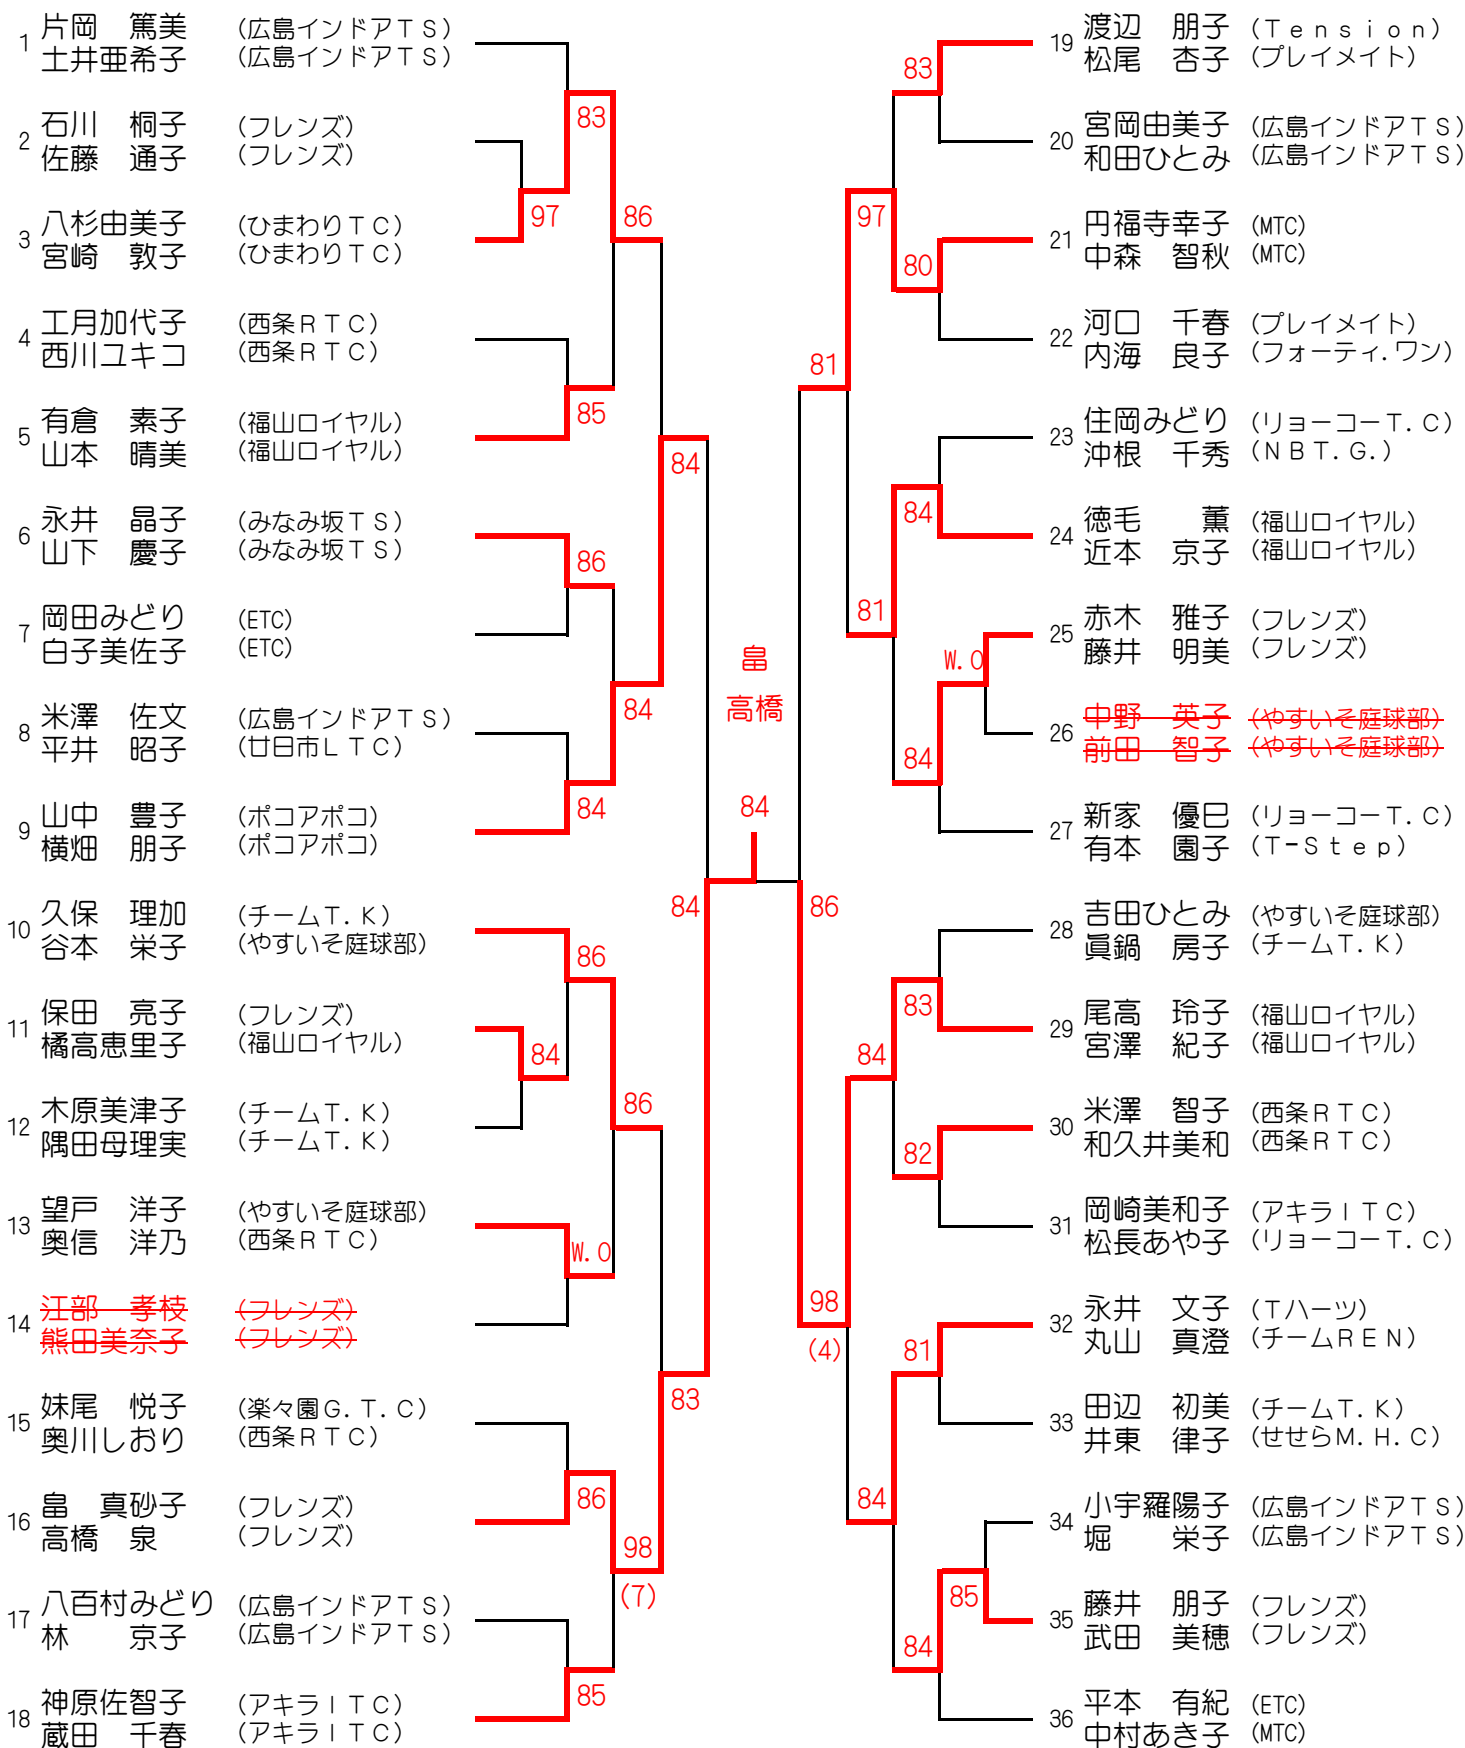 1 片岡　篤美 (広島インドアＴＳ)
土井亜希子 (広島インドアＴＳ)
2 石川　桐子 (フレンズ)
佐藤　通子 (フレンズ)
3 八杉由美子 (ひまわりＴＣ)
宮崎　敦子 (ひまわりＴＣ)
4 工月加代子 (西条ＲＴＣ)
西川ユキコ (西条ＲＴＣ)
5 有倉　素子 (福山ロイヤル)
山本　晴美 (福山ロイヤル)
6 永井　晶子 (みなみ坂ＴＳ)
山下　慶子 (みなみ坂ＴＳ)
7 岡田みどり (ETC)
白子美佐子 (ETC)
8 米澤　佐文 (広島インドアＴＳ)
平井　昭子 (廿日市ＬＴＣ)
9 山中　豊子 (ポコアポコ)
横畑　朋子 (ポコアポコ)
10 久保　理加 (チームT.K)
谷本　栄子 (やすいそ庭球部)
11 保田　亮子 (フレンズ)
橘高恵里子 (福山ロイヤル)
12 木原美津子 (チームT.K)
隅田母理実 (チームT.K)
13 望戸　洋子 (やすいそ庭球部)
奥信　洋乃 (西条ＲＴＣ)
14 江部　孝枝 (フレンズ)
熊田美奈子 (フレンズ)
15 妹尾　悦子 (楽々園G.T.C)
奥川しおり (西条ＲＴＣ)
16 畠　真砂子 (フレンズ)
高橋　泉 (フレンズ)
17 八百村みどり (広島インドアＴＳ)
林　　京子 (広島インドアＴＳ)
18 神原佐智子 (アキラＩＴＣ)
蔵田　千春 (アキラＩＴＣ)
83
97
86
85
84
86
84
84
84
86
84
86
W.O
83
86
98
(7)
85
畠
高橋
84
83
97
80
81
84
81
W.O
84
86
83
84
82
98
(4)
81
84
85
84
19 渡辺　朋子 (Ｔｅｎｓｉｏｎ)
松尾　杏子 (プレイメイト)
20 宮岡由美子 (広島インドアＴＳ)
和田ひとみ (広島インドアＴＳ)
21 円福寺幸子 (MTC)
中森　智秋 (MTC)
22 河口　千春 (プレイメイト)
内海　良子 (フォーティ.ワン)
23 住岡みどり (リョーコーT.C)
沖根　千秀 (ＮＢT.G.)
24 徳毛　　薫 (福山ロイヤル)
近本　京子 (福山ロイヤル)
25 赤木　雅子 (フレンズ)
藤井　明美 (フレンズ)
26 中野　英子 (やすいそ庭球部)
前田　智子 (やすいそ庭球部)
27 新家　優巳 (リョーコーT.C)
有本　園子 (T-Ｓｔｅｐ)
28 吉田ひとみ (やすいそ庭球部)
眞鍋　房子 (チームT.K)
29 尾高　玲子 (福山ロイヤル)
宮澤　紀子 (福山ロイヤル)
30 米澤　智子 (西条ＲＴＣ)
和久井美和 (西条ＲＴＣ)
31 岡崎美和子 (アキラＩＴＣ)
松長あや子 (リョーコーT.C)
32 永井　文子 (Ｔハーツ)
丸山　真澄 (チームＲＥＮ)
33 田辺　初美 (チームT.K)
井東　律子 (せせらM.H.C)
34 小宇羅陽子 (広島インドアＴＳ)
堀　　栄子 (広島インドアＴＳ)
35 藤井　朋子 (フレンズ)
武田　美穂 (フレンズ)
36 平本　有紀 (ETC)
中村あき子 (MTC)